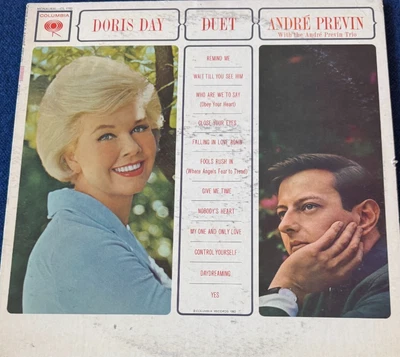 COLUMBIA
DORIS DAY
DUET
ANDRÉ PREVIN
With the André Previn Trio
REMIND ME
WAIT TILL YOU SEE HIM
WHO ARE WE TO SAY
(Obey Your Heart)
CLOSE YOUR EYES
FALLING IN LOVE AGAIN
FOOLS RUSH IN
(Where Angels Fear to Tread)
GIVE ME TIME
NOBODY'S HEART
MY ONE AND ONLY LOVE
CONTROL YOURSELF
DAYDREAMING
YES